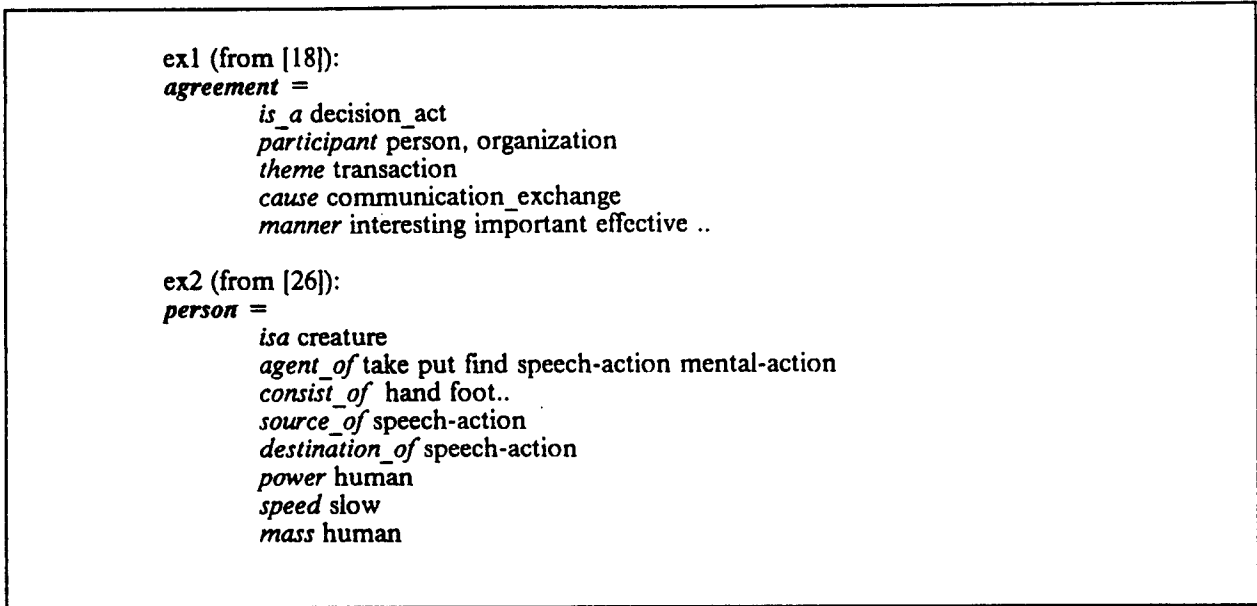 ex1 (from [18]):
agreement =
is_a decision_act
participant person, organization
theme transaction
cause communication_exchange
manner interesting important effective ..
ex2 (from [26]):
person =
isa creature
agent_of take put find speech-action mental-action
consist_of hand foot..
source_of speech-action
destination_of speech-action
power human
speed slow
mass human